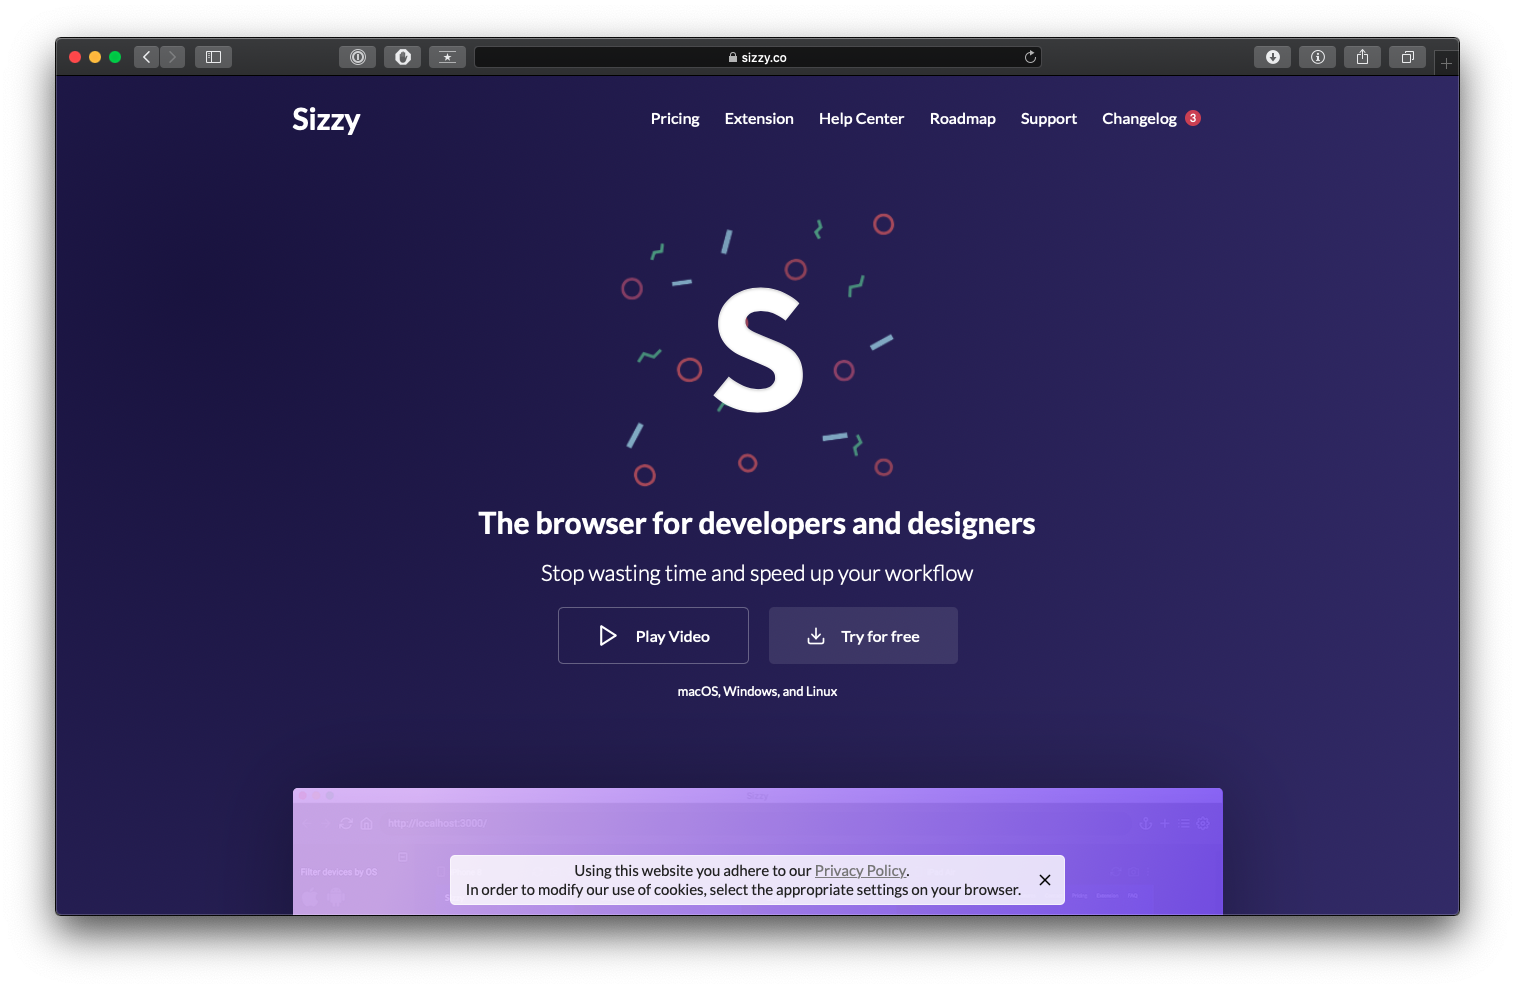 sizzy.co
Sizzy
Pricing Extension Help Center Roadmap Support Changelog 3
S
The browser for developers and designers
Stop wasting time and speed up your workflow
Play Video Try for free
macOS, Windows, and Linux
Sizzy
http://localhost:3000/
Filter devices by OS
Using this website you adhere to our Privacy Policy.
In order to modify our use of cookies, select the appropriate settings on your browser.